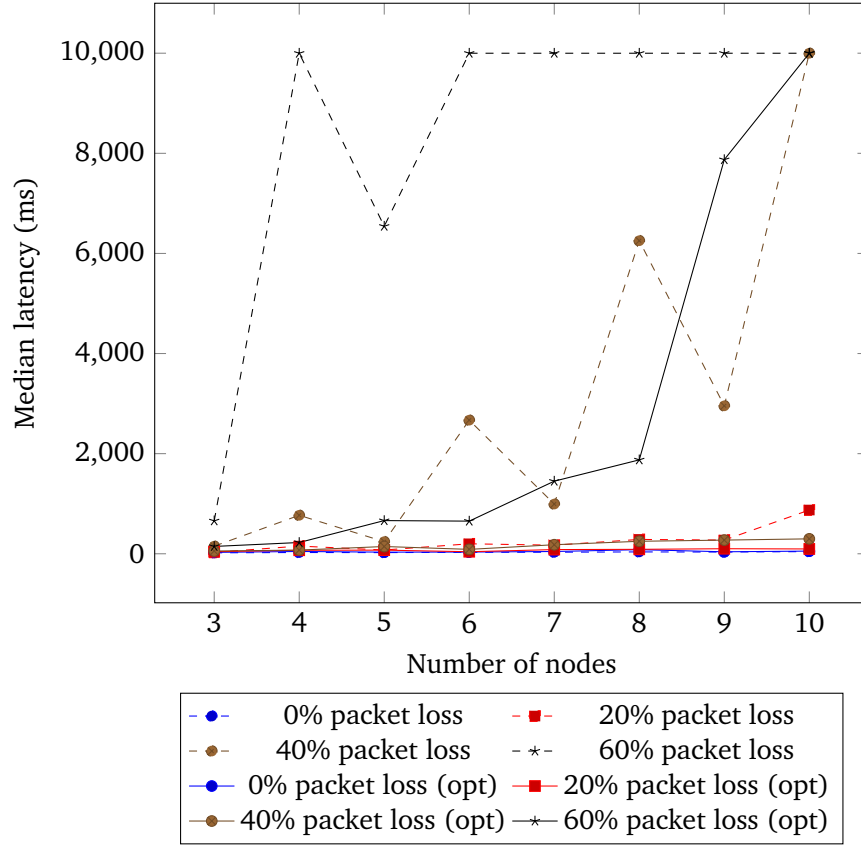 10,000
8,000
6,000
4,000
2,000
0
Median latency (ms)
3 4 5 6 7 8 9 10
Number of nodes
0% packet loss 20% packet loss
40% packet loss 60% packet loss
0% packet loss (opt) 20% packet loss (opt)
40% packet loss (opt) 60% packet loss (opt)